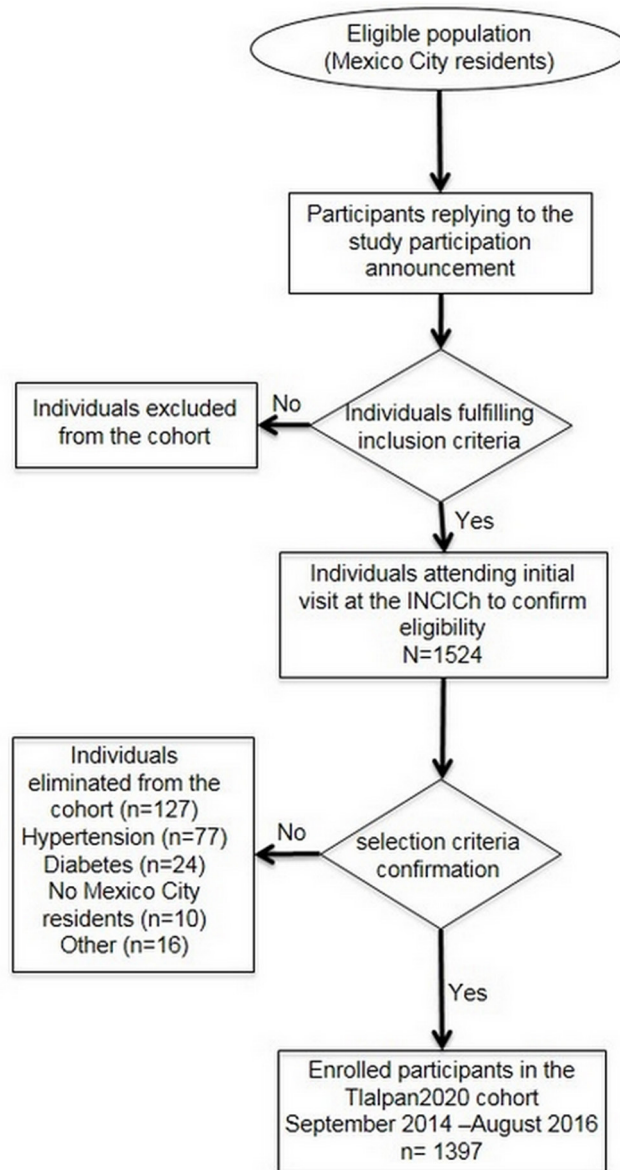 Eligible population
(Mexico City residents)
Participants replying to the
study participation
announcement
Individuals fulfilling
inclusion criteria
No
Individuals excluded
from the cohort
Yes
Individuals attending initial
visit at the INCICh to confirm
eligibility
N=1524
selection criteria
confirmation
No
Individuals
eliminated from the
cohort (n=127)
Hypertension (n=77)
Diabetes (n=24)
No Mexico City
residents (n=10)
Other (n=16)
Yes
Enrolled participants in the
Tlalpan2020 cohort
September 2014 –August 2016
n= 1397